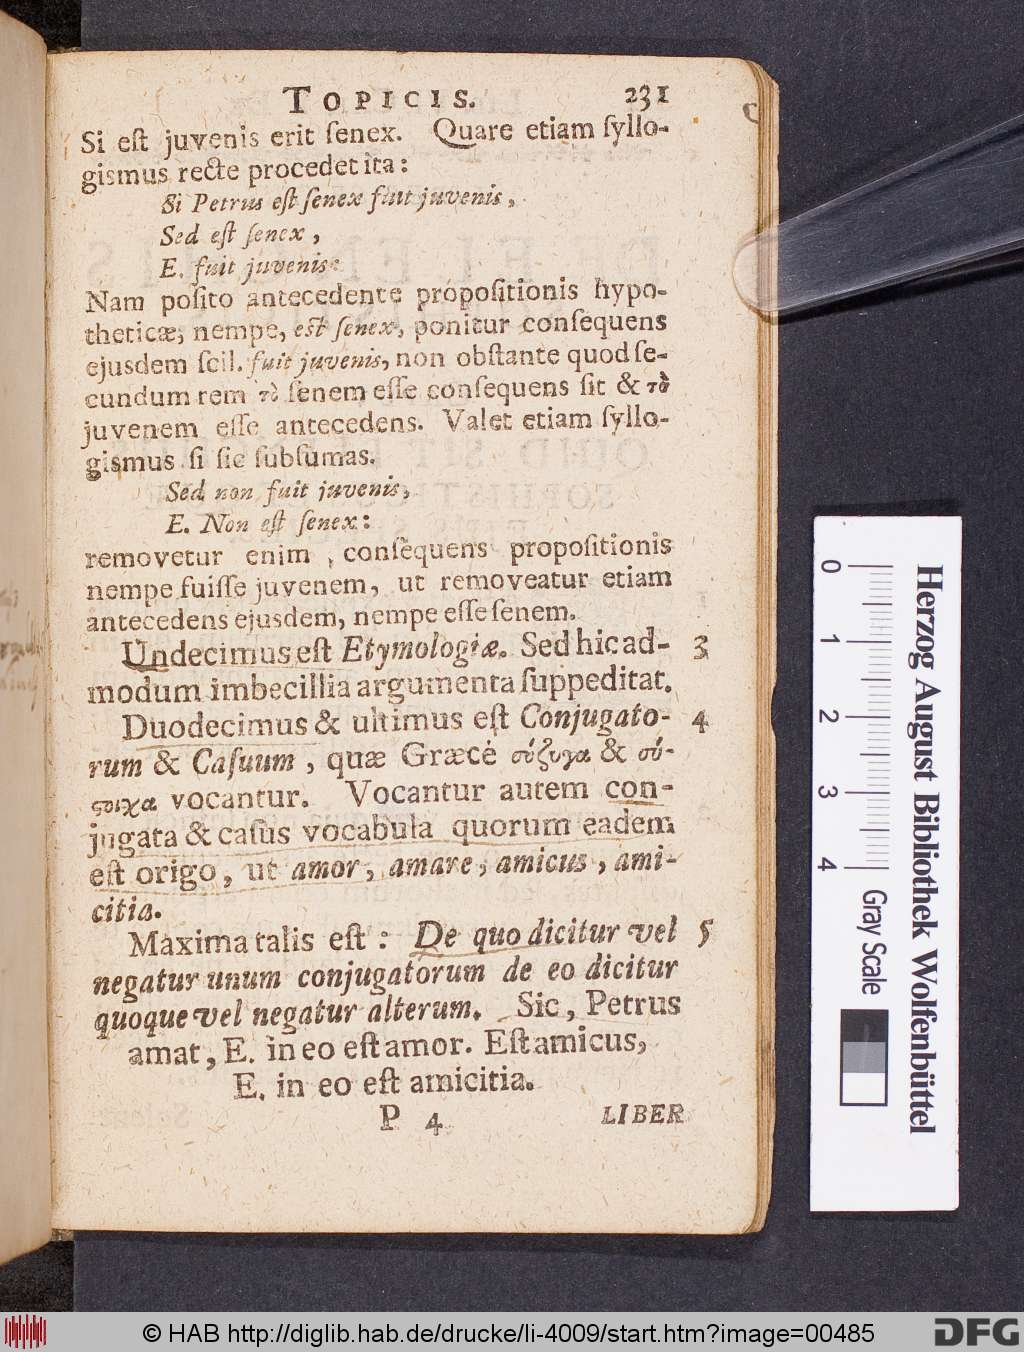 TOPICIS. 231
Si eſt juvenis erit ſenex. Quare etiam ſyllo-
gismus recte procedet ita:
Si Petrus eſt ſenex fuit juvenis,
Sed eſt ſenex,
E. fuit juvenis:
Nam poſito antecedente propoſitionis hypo-
theticæ, nempe, eſt ſenex, ponitur conſequens
ejusdem ſcil. fuit juvenis, non obſtante quod ſe-
cundum rem τὸ ſenem eſſe conſequens ſit & τὸ
juvenem eſſe antecedens. Valet etiam ſyllo-
gismus ſi ſic ſubſumas.
Sed non fuit juvenis,
E. Non eſt ſenex:
removetur enim, conſequens propoſitionis
nempe fuiſſe juvenem, ut removeatur etiam
antecedens ejusdem, nempe eſſe ſenem.
Undecimus eſt Etymologiæ. Sed hic ad- 3
modum imbecillia argumenta ſuppeditat.
Duodecimus & ultimus eſt Conjugato- 4
rum & Caſuum, quæ Græcè σύζυγα & σύ-
ϛοιχα vocantur. Vocantur autem con-
jugata & caſus vocabula quorum eadem
eſt origo, ut amor, amare, amicus, ami-
citia.
Maxima talis eſt: De quo dicitur vel 5
negatur unum conjugatorum de eo dicitur
quoque vel negatur alterum. Sic, Petrus
amat, E. in eo eſt amor. Eſt amicus,
E. in eo eſt amicitia.
P 4 LIBER
Herzog August Bibliothek Wolfenbüttel
0 1 2 3 4
Gray Scale
© HAB http://diglib.hab.de/drucke/li-4009/start.htm?image=00485
DFG